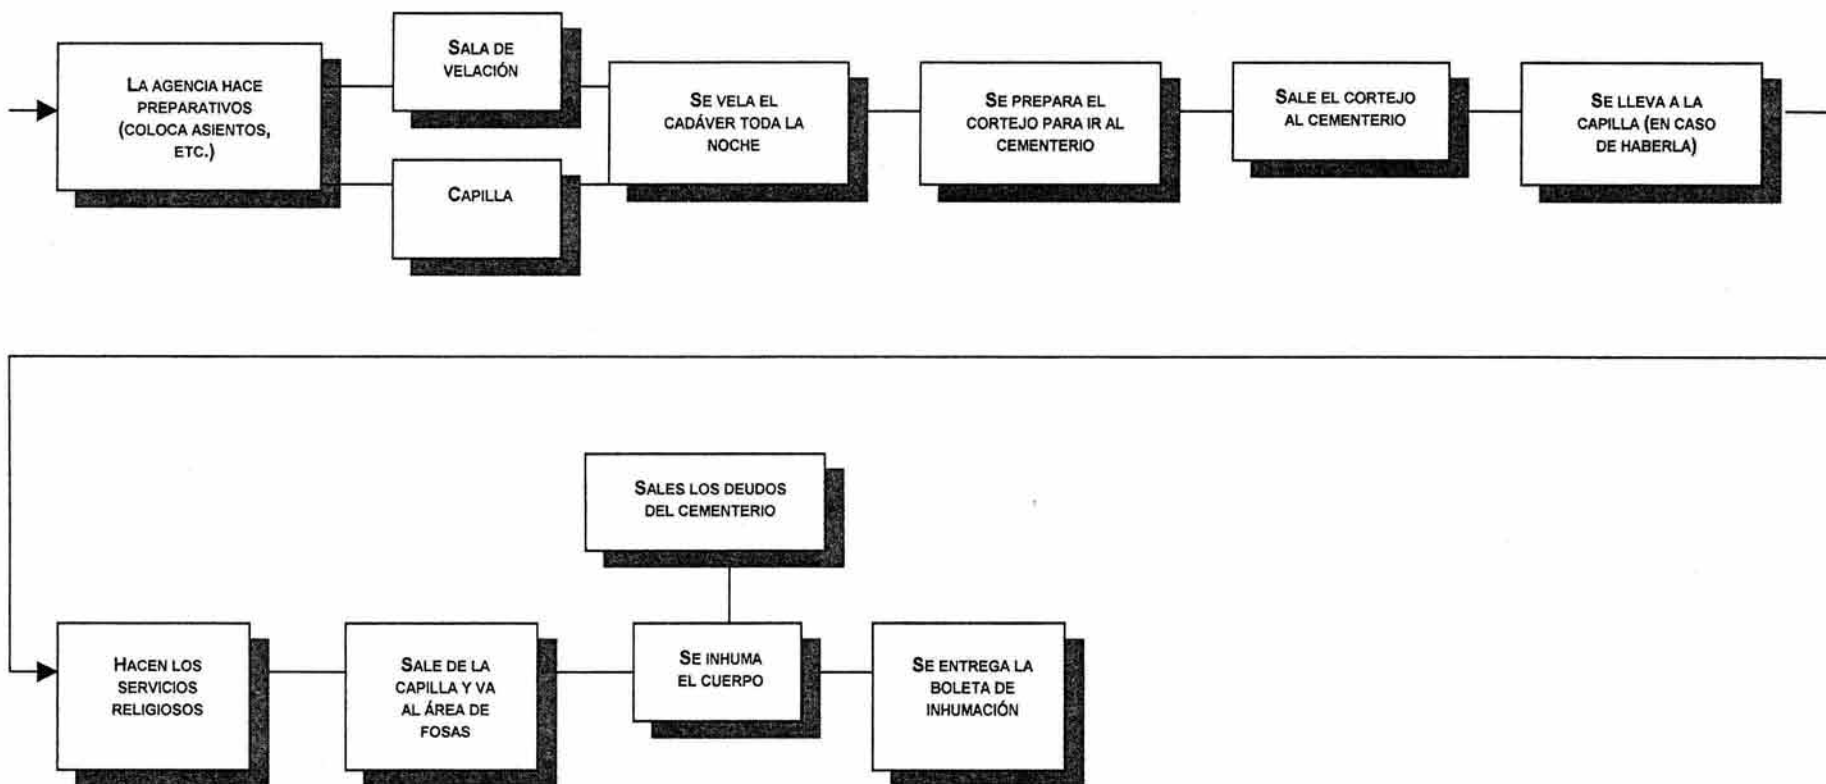 LA AGENCIA HACE
PREPARATIVOS
(COLOCA ASIENTOS,
ETC.)
SALA DE
VELACIÓN
CAPILLA
SE VELA EL
CADÁVER TODA LA
NOCHE
SE PREPARA EL
CORTEJO PARA IR AL
CEMENTERIO
SALE EL CORTEJO
AL CEMENTERIO
SE LLEVA A LA
CAPILLA (EN CASO
DE HABERLA)
HACEN LOS
SERVICIOS
RELIGIOSOS
SALE DE LA
CAPILLA Y VA
AL ÁREA DE
FOSAS
SE INHUMA
EL CUERPO
SALES LOS DEUDOS
DEL CEMENTERIO
SE ENTREGA LA
BOLETA DE
INHUMACIÓN